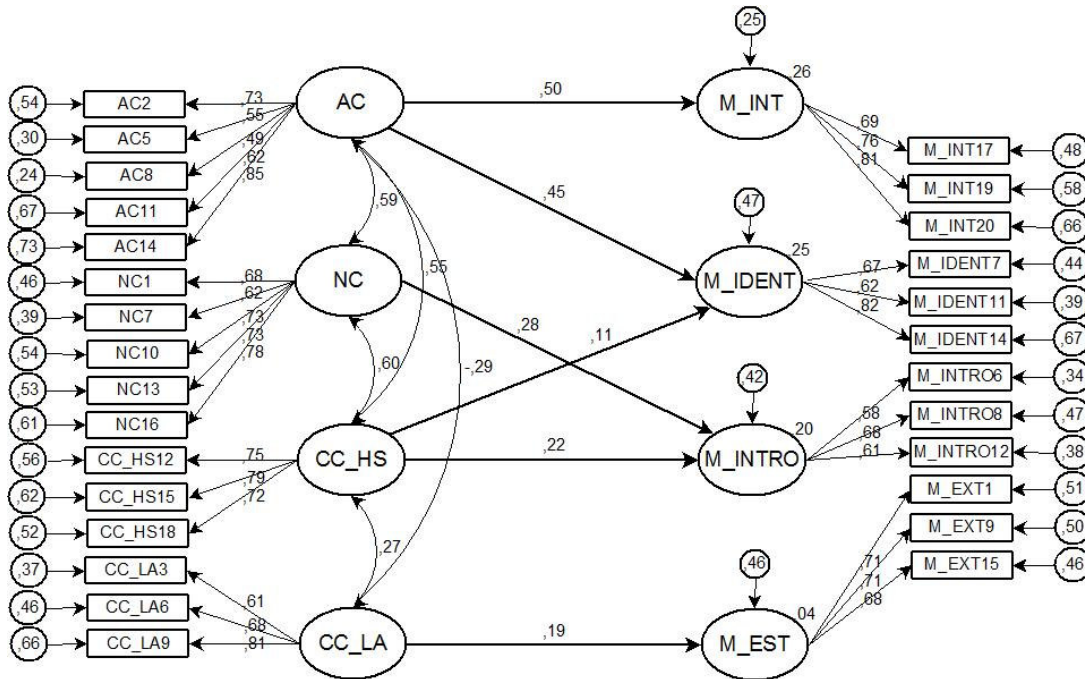 ,25
,26
,54
AC2
,73
AC
,50
M_INT
,30
AC5
,55
,24
AC8
,49
,69
M_INT17
,48
,67
AC11
,62
,76
M_INT19
,58
,73
AC14
,85
,81
M_INT20
,66
,59
,45
,47
,25
,46
NC1
,68
NC
M_IDENT
,67
M_IDENT7
,44
,39
NC7
,62
,55
,62
M_IDENT11
,39
,54
NC10
,73
,28
,11
,82
M_IDENT14
,67
,53
NC13
,73
,60
-,29
,42
M_INTRO6
,34
,61
NC16
,78
,58
M_INTRO8
,47
,56
CC_HS12
,75
CC_HS
,22
M_INTRO
,20
,68
,61
M_INTRO12
,38
,62
CC_HS15
,79
M_EXT1
,51
,52
CC_HS18
,72
M_EXT9
,50
,37
CC_LA3
,27
,46
,71
M_EXT15
,46
,46
CC_LA6
,61
,71
,68
,66
CC_LA9
,68
,81
CC_LA
,19
M_EST
,04